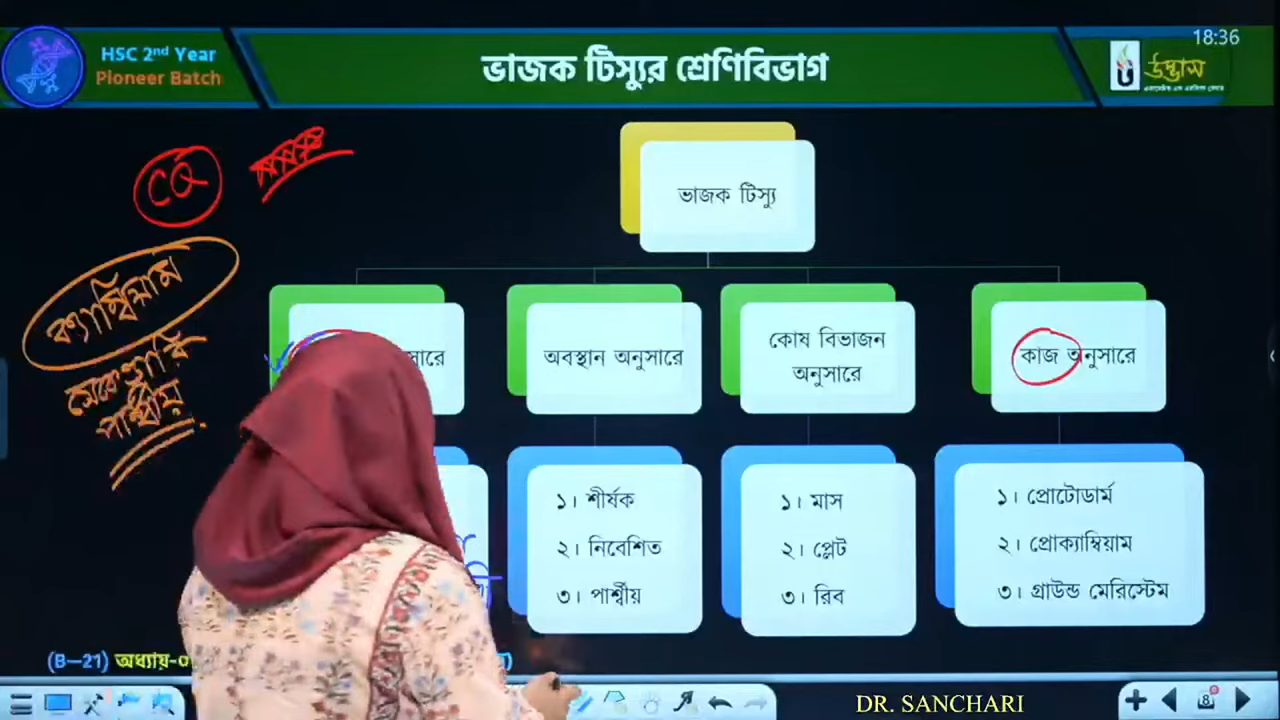 HSC 2nd Year
Pioneer Batch
ভাজক টিস্যুর শ্রেণিবিভাগ
18:36
উদ্ভাস
CQ
ক্যাম্বিয়াম
সেকেন্ডারি
পার্শ্বীয়
ভাজক টিস্যু
সারে
অবস্থান অনুসারে
কোষ বিভাজন
অনুসারে
কাজ অনুসারে
১। শীর্ষক
২। নিবেশিত
৩। পার্শ্বীয়
১। মাস
২। প্লেট
৩। রিব
১। প্রোটোডার্ম
২। প্রোক্যাম্বিয়াম
৩। গ্রাউন্ড মেরিস্টেম
(B-21) অধ্যায়-০
DR. SANCHARI